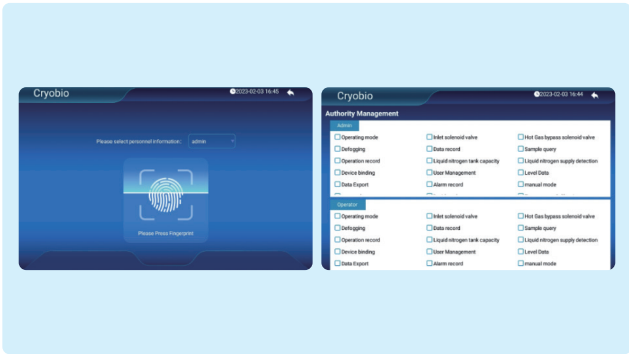 Cryobio
2023-02-03 16:45
Please select personnel information:
admin
Please Press Fingerprint
Cryobio
2023-02-03 16:44
Authority Management
Admin
Operating mode Inlet solenoid valve Hot Gas bypass solenoid valve
Defogging Data record Sample query
Operation record Liquid nitrogen tank capacity Liquid nitrogen supply detection
Device binding User Management Level Data
Data Export Alarm record manual mode
Operator
Operating mode Inlet solenoid valve Hot Gas bypass solenoid valve
Defogging Data record Sample query
Operation record Liquid nitrogen tank capacity Liquid nitrogen supply detection
Device binding User Management Level Data
Data Export Alarm record manual mode